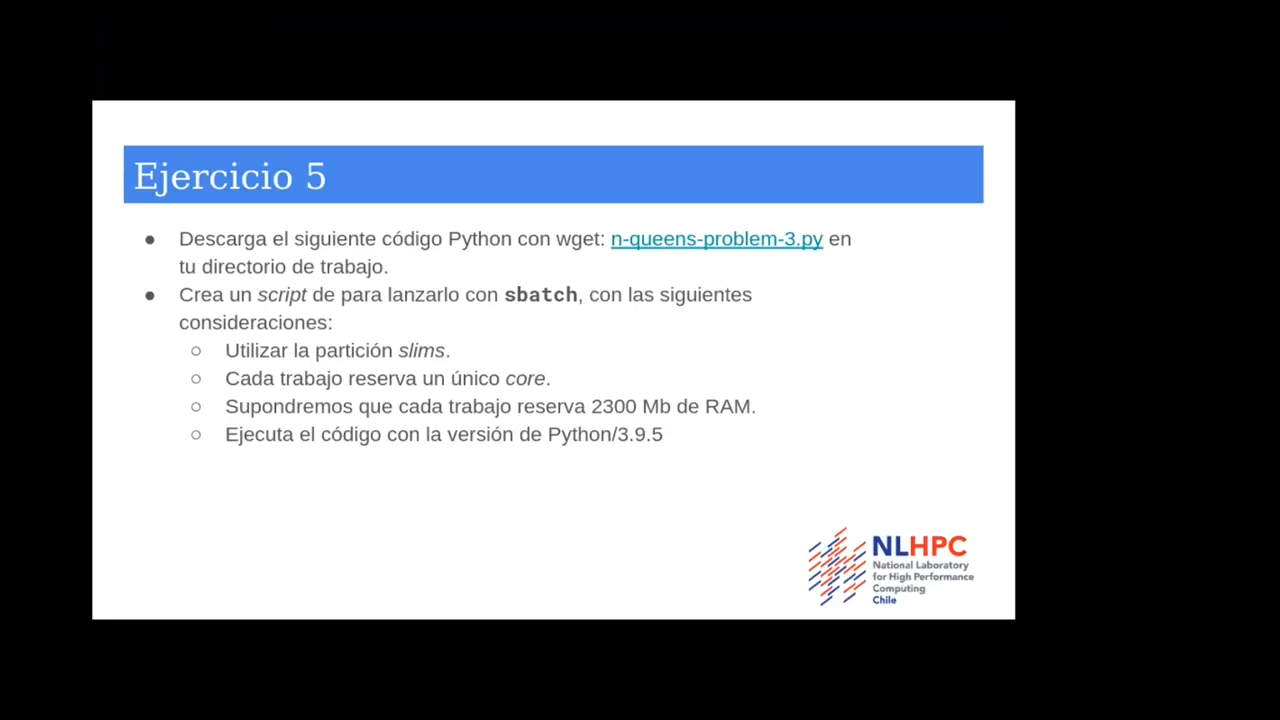 Ejercicio 5
● Descarga el siguiente código Python con wget: n-queens-problem-3.py en
tu directorio de trabajo.
● Crea un script de para lanzarlo con sbatch, con las siguientes
consideraciones:
○ Utilizar la partición slims.
○ Cada trabajo reserva un único core.
○ Supondremos que cada trabajo reserva 2300 Mb de RAM.
○ Ejecuta el código con la versión de Python/3.9.5
NLHPC
National Laboratory
for High Performance
Computing
Chile